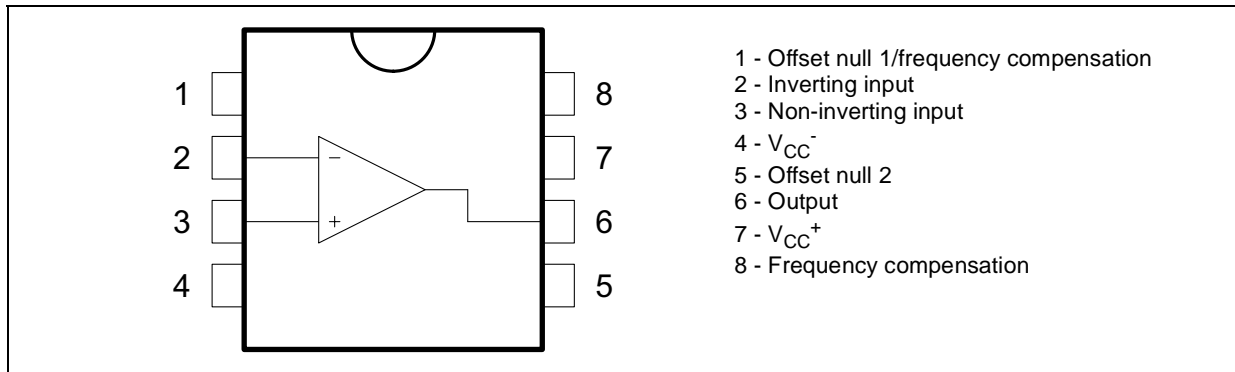 1
2
3
4
8
7
6
5
−
+
1 - Offset null 1/frequency compensation
2 - Inverting input
3 - Non-inverting input
4 - VCC-
5 - Offset null 2
6 - Output
7 - VCC+
8 - Frequency compensation